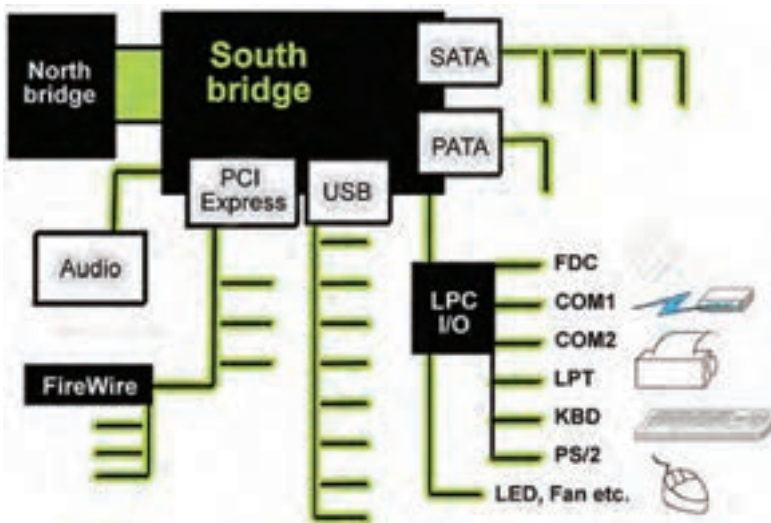 North
bridge
South
bridge
SATA
PATA
PCI
Express
USB
Audio
LPC
I/O
FDC
COM1
COM2
LPT
KBD
PS/2
FireWire
LED, Fan etc.